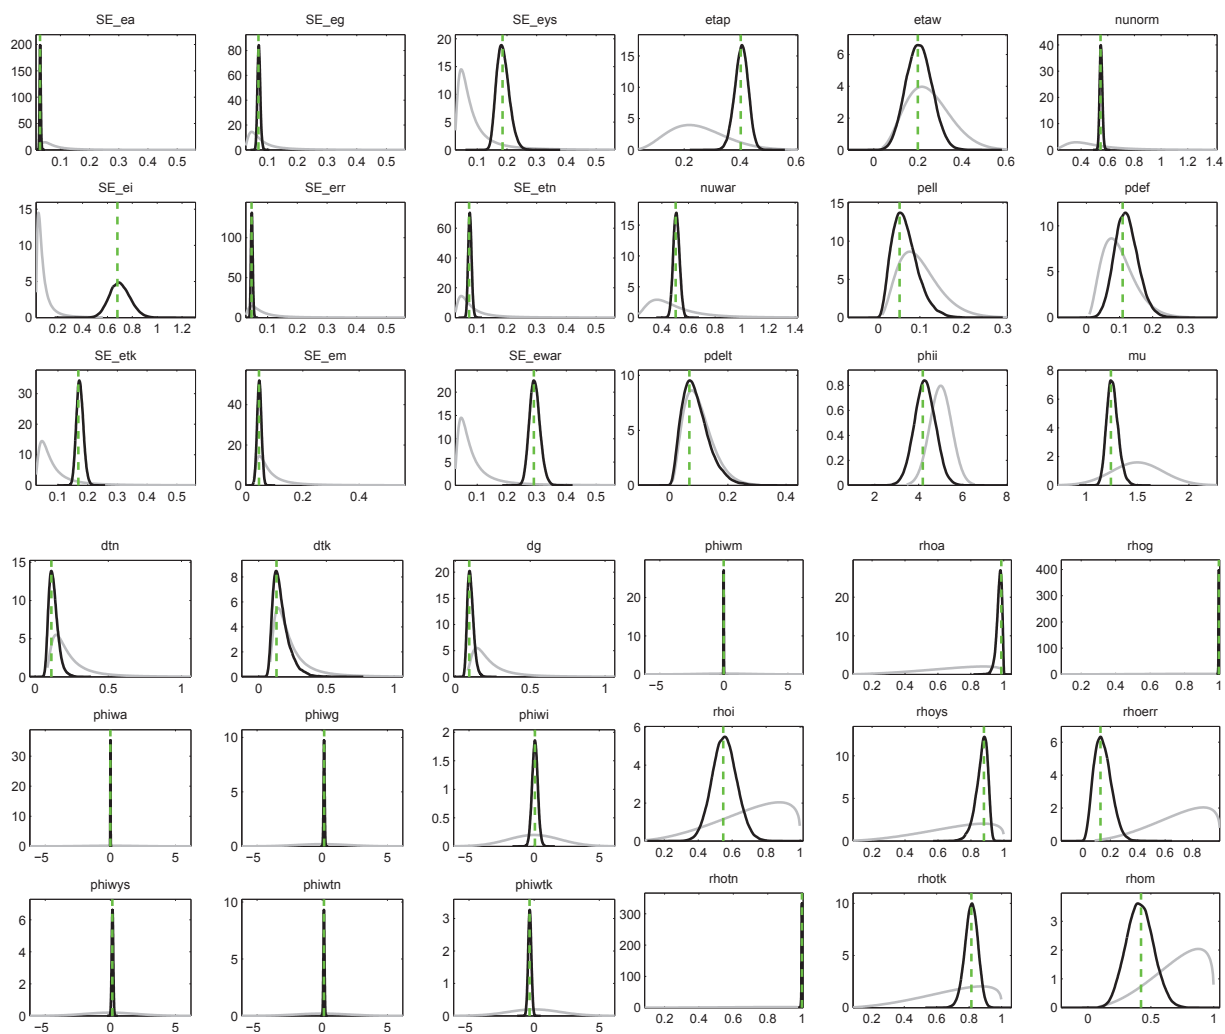 SE_ea
200
150
100
50
0
0.1 0.2 0.3 0.4 0.5
SE_eg
80
60
40
20
0
0.1 0.2 0.3 0.4 0.5
SE_eys
20
15
10
5
0
0.1 0.2 0.3 0.4 0.5
etap
15
10
5
0
0.2 0.4 0.6
etaw
6
4
2
0
0 0.2 0.4 0.6
nunorm
40
30
20
10
0
0.2 0.4 0.6 0.8 1 1.2 1.4
SE_ei
15
10
5
0
0.2 0.4 0.6 0.8 1 1.2
SE_err
100
50
0
0.1 0.2 0.3 0.4 0.5
SE_etn
60
40
20
0
0.1 0.2 0.3 0.4 0.5
nuwar
15
10
5
0
0.2 0.4 0.6 0.8 1 1.2 1.4
pell
15
10
5
0
0 0.1 0.2 0.3
pdef
10
5
0
0 0.1 0.2 0.3
SE_etk
30
20
10
0
0.1 0.2 0.3 0.4 0.5
SE_em
40
20
0
0.2 0.4
SE_ewar
20
15
10
5
0
0.1 0.2 0.3 0.4 0.5
pdelt
10
5
0
0 0.2 0.4
phii
0.8
0.6
0.4
0.2
0
2 4 6 8
mu
8
6
4
2
0
1 1.5 2
dtn
15
10
5
0
0 0.5 1
dtk
8
6
4
2
0
0 0.5 1
dg
20
15
10
5
0
0 0.5 1
phiwm
20
10
0
−5 0 5
rhoa
20
10
0
0.2 0.4 0.6 0.8 1
rhog
400
300
200
100
0
0.2 0.4 0.6 0.8 1
phiwa
30
20
10
0
−5 0 5
phiwg
10
5
0
−5 0 5
phiwi
2
1.5
1
0.5
0
−5 0 5
rhoi
6
4
2
0
0.2 0.4 0.6 0.8 1
rhoys
10
5
0
0.2 0.4 0.6 0.8 1
rhoerr
6
4
2
0
0 0.2 0.4 0.6 0.8
phiwys
6
4
2
0
−5 0 5
phiwtn
8
6
4
2
0
−5 0 5
phiwtk
3
2
1
0
−5 0 5
rhotn
300
200
100
0
0.2 0.4 0.6 0.8 1
rhotk
10
5
0
0.2 0.4 0.6 0.8 1
rhom
3
2
1
0
0 0.5 1